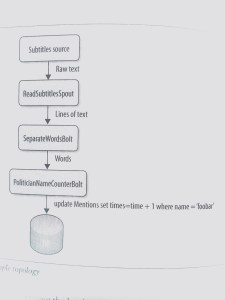 Subtitles source
Raw text
ReadSubtitlesSpout
Lines of text
SeparateWordsBolt
Words
PoliticianNameCounterBolt
update Mentions set times=time + 1 where name = 'foobar'
topology